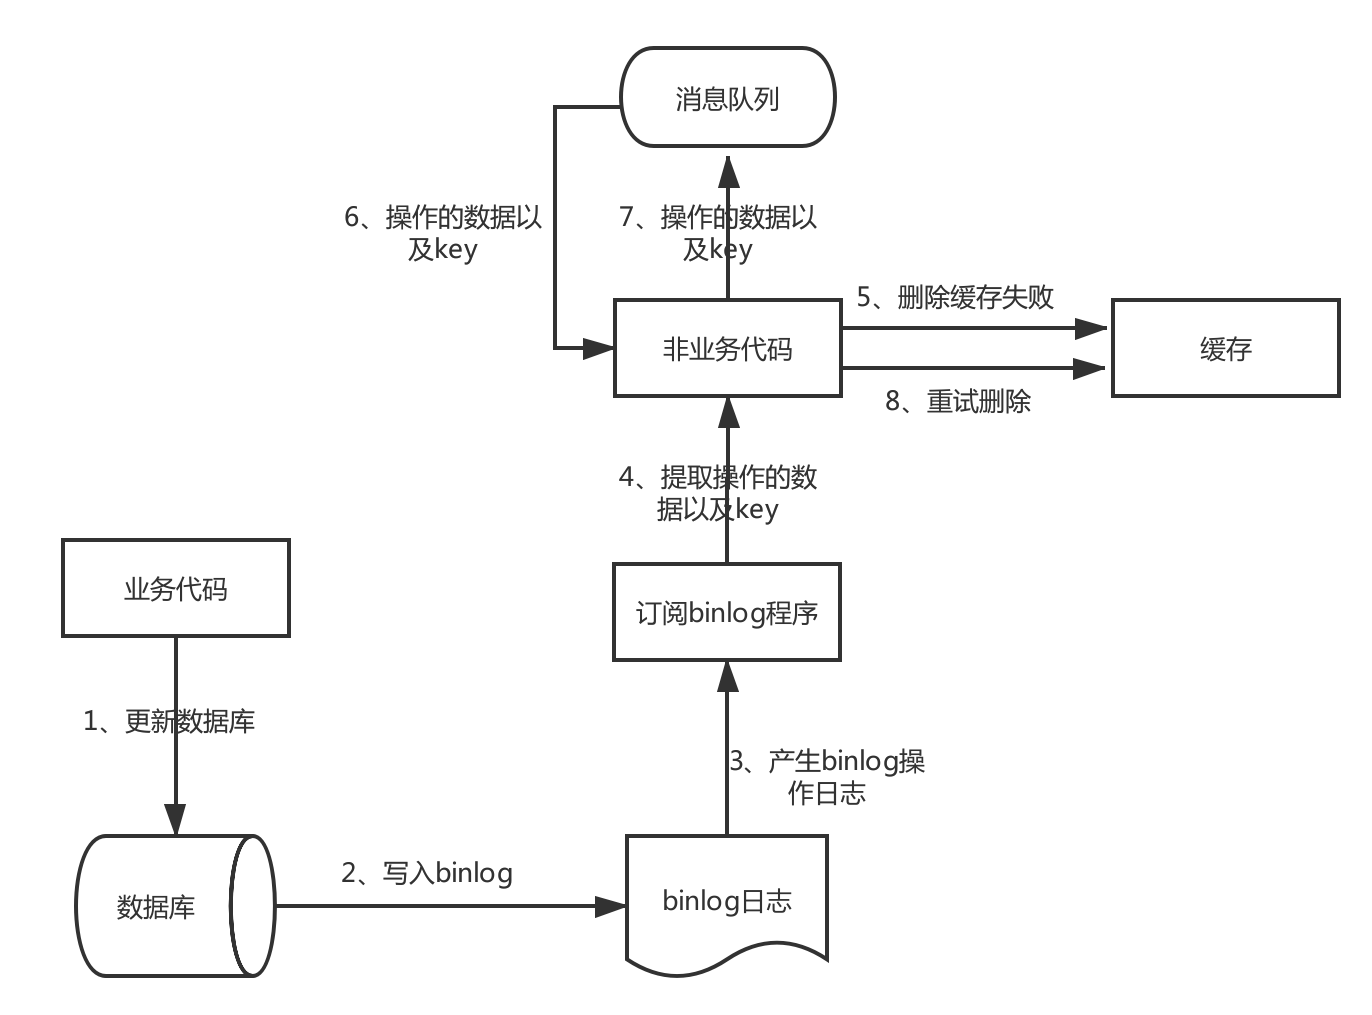 消息队列
6、操作的数据以
及key
7、操作的数据以
及key
5、删除缓存失败
非业务代码
缓存
8、重试删除
4、提取操作的数
据以及key
业务代码
订阅binlog程序
1、更新数据库
3、产生binlog操
作日志
2、写入binlog
数据库
binlog日志